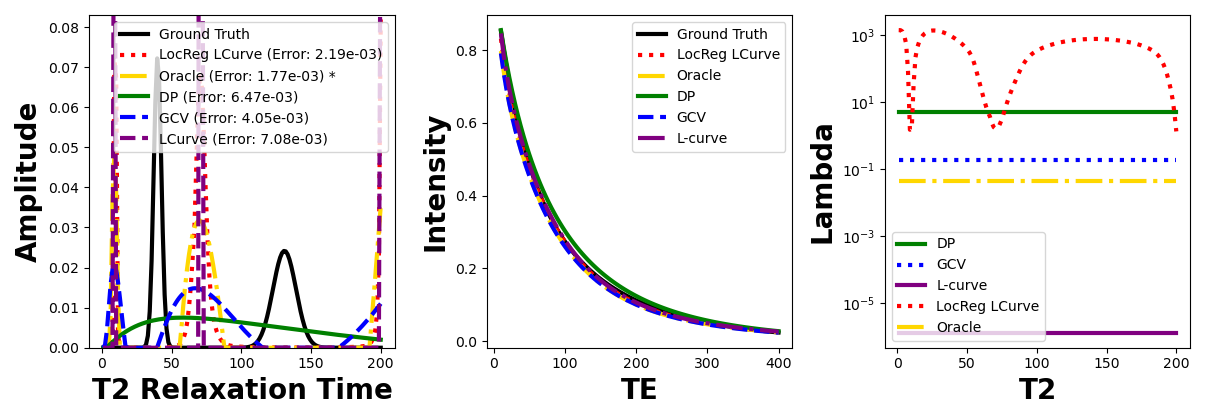 Amplitude
0.08
0.07
0.06
0.05
0.04
0.03
0.02
0.01
0.00
0 50 100 150 200
T2 Relaxation Time
Ground Truth
LocReg LCurve (Error: 2.19e-03)
Oracle (Error: 1.77e-03) *
DP (Error: 6.47e-03)
GCV (Error: 4.05e-03)
LCurve (Error: 7.08e-03)
Intensity
0.8
0.6
0.4
0.2
0.0
0 100 200 300 400
TE
Ground Truth
LocReg LCurve
Oracle
DP
GCV
L-curve
Lambda
10³
10¹
10⁻¹
10⁻³
10⁻⁵
0 50 100 150 200
T2
DP
GCV
L-curve
LocReg LCurve
Oracle